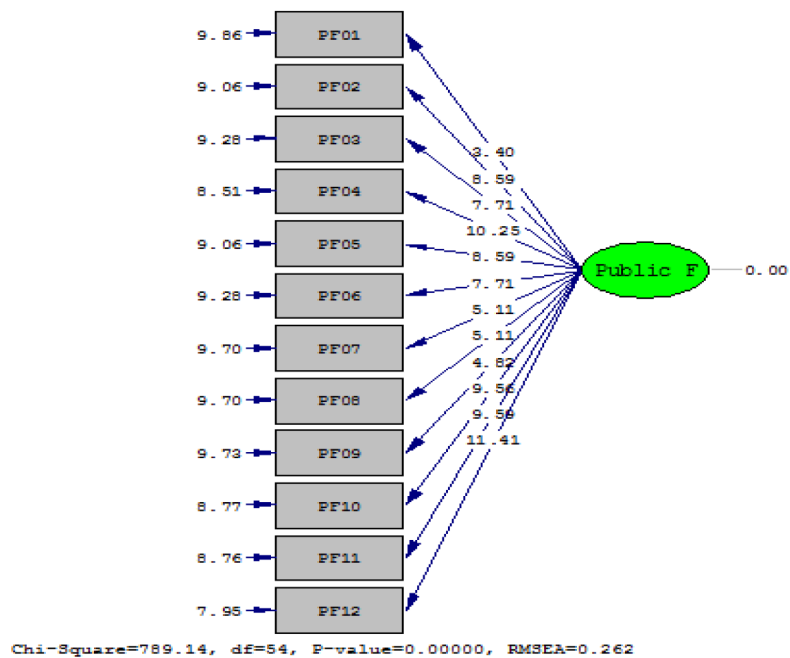 9.86 PF01
9.06 PF02
9.28 PF03
8.51 PF04
9.06 PF05
9.28 PF06
9.70 PF07
9.70 PF08
9.73 PF09
8.77 PF10
8.76 PF11
7.95 PF12
3.40
8.59
7.71
10.25
8.59
7.71
5.11
5.11
4.82
9.56
9.59
11.41
Public F 0.00
Chi-Square=789.14, df=54, P-value=0.00000, RMSEA=0.262